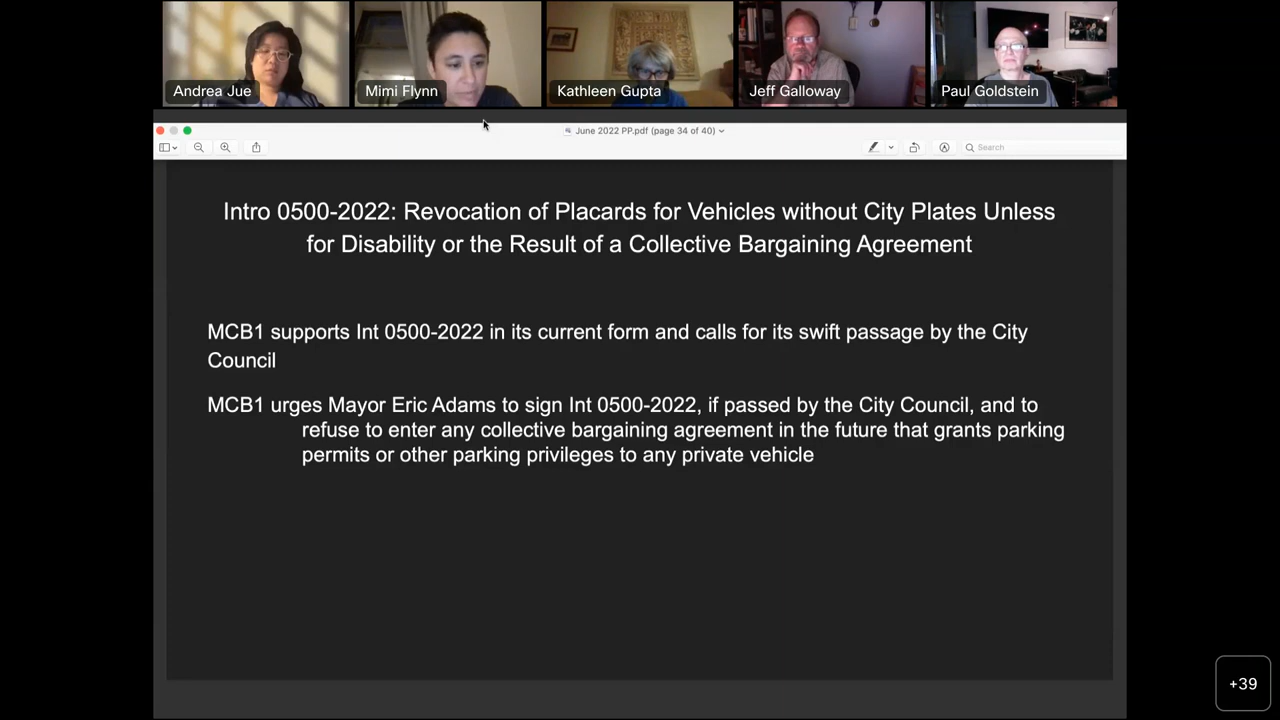 Andrea Jue
Mimi Flynn
Kathleen Gupta
Jeff Galloway
Paul Goldstein
June 2022 PP.pdf (page 34 of 40)
Search
Intro 0500-2022: Revocation of Placards for Vehicles without City Plates Unless
for Disability or the Result of a Collective Bargaining Agreement
MCB1 supports Int 0500-2022 in its current form and calls for its swift passage by the City
Council
MCB1 urges Mayor Eric Adams to sign Int 0500-2022, if passed by the City Council, and to
refuse to enter any collective bargaining agreement in the future that grants parking
permits or other parking privileges to any private vehicle
+39